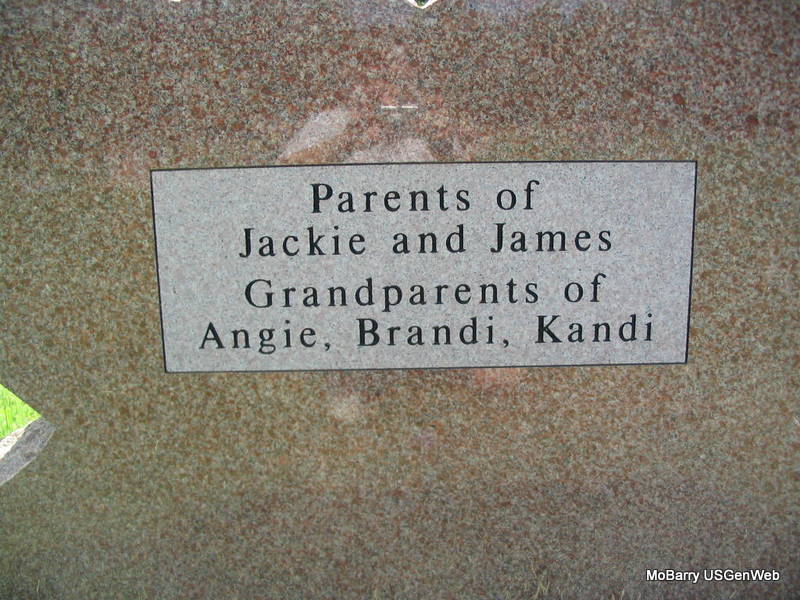 Parents of
Jackie and James
Grandparents of
Angie, Brandi, Kandi
MoBarry USGenWeb